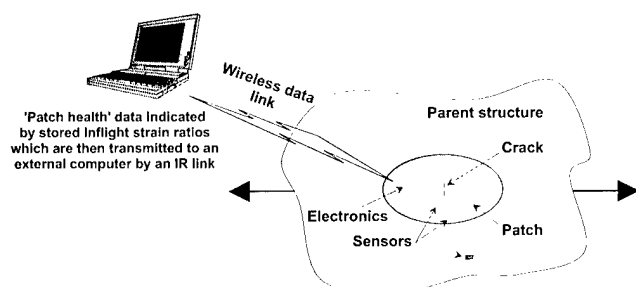 Wireless data
link
'Patch health' data indicated
by stored Inflight strain ratios
which are then transmitted to an
external computer by an IR link
Parent structure
Crack
Electronics
Sensors
Patch